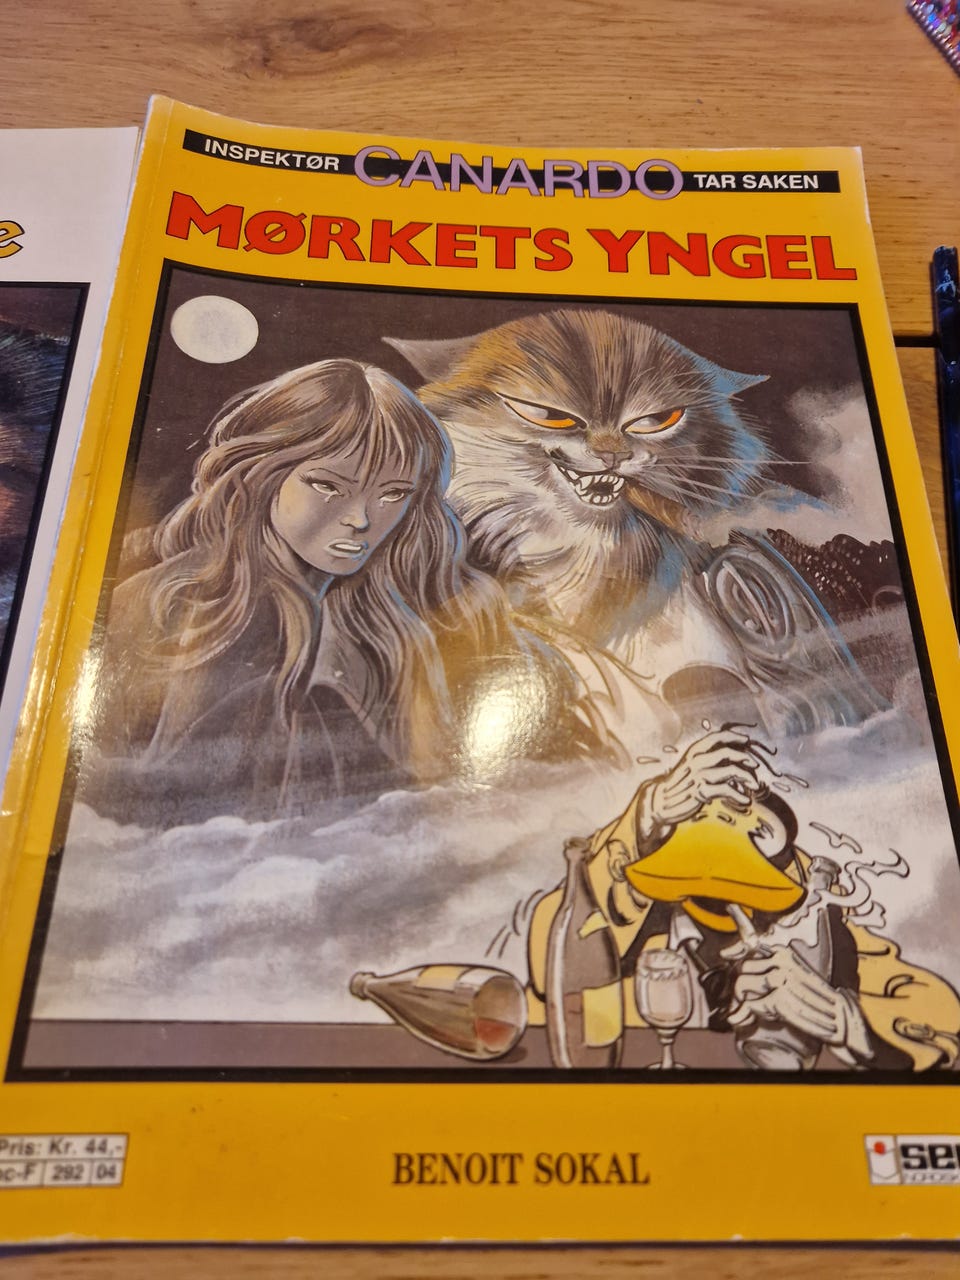 INSPEKTØR CANARDO TAR SAKEN
MØRKETS YNGEL
e
Pris: Kr. 44,-
292 04
BENOIT SOKAL